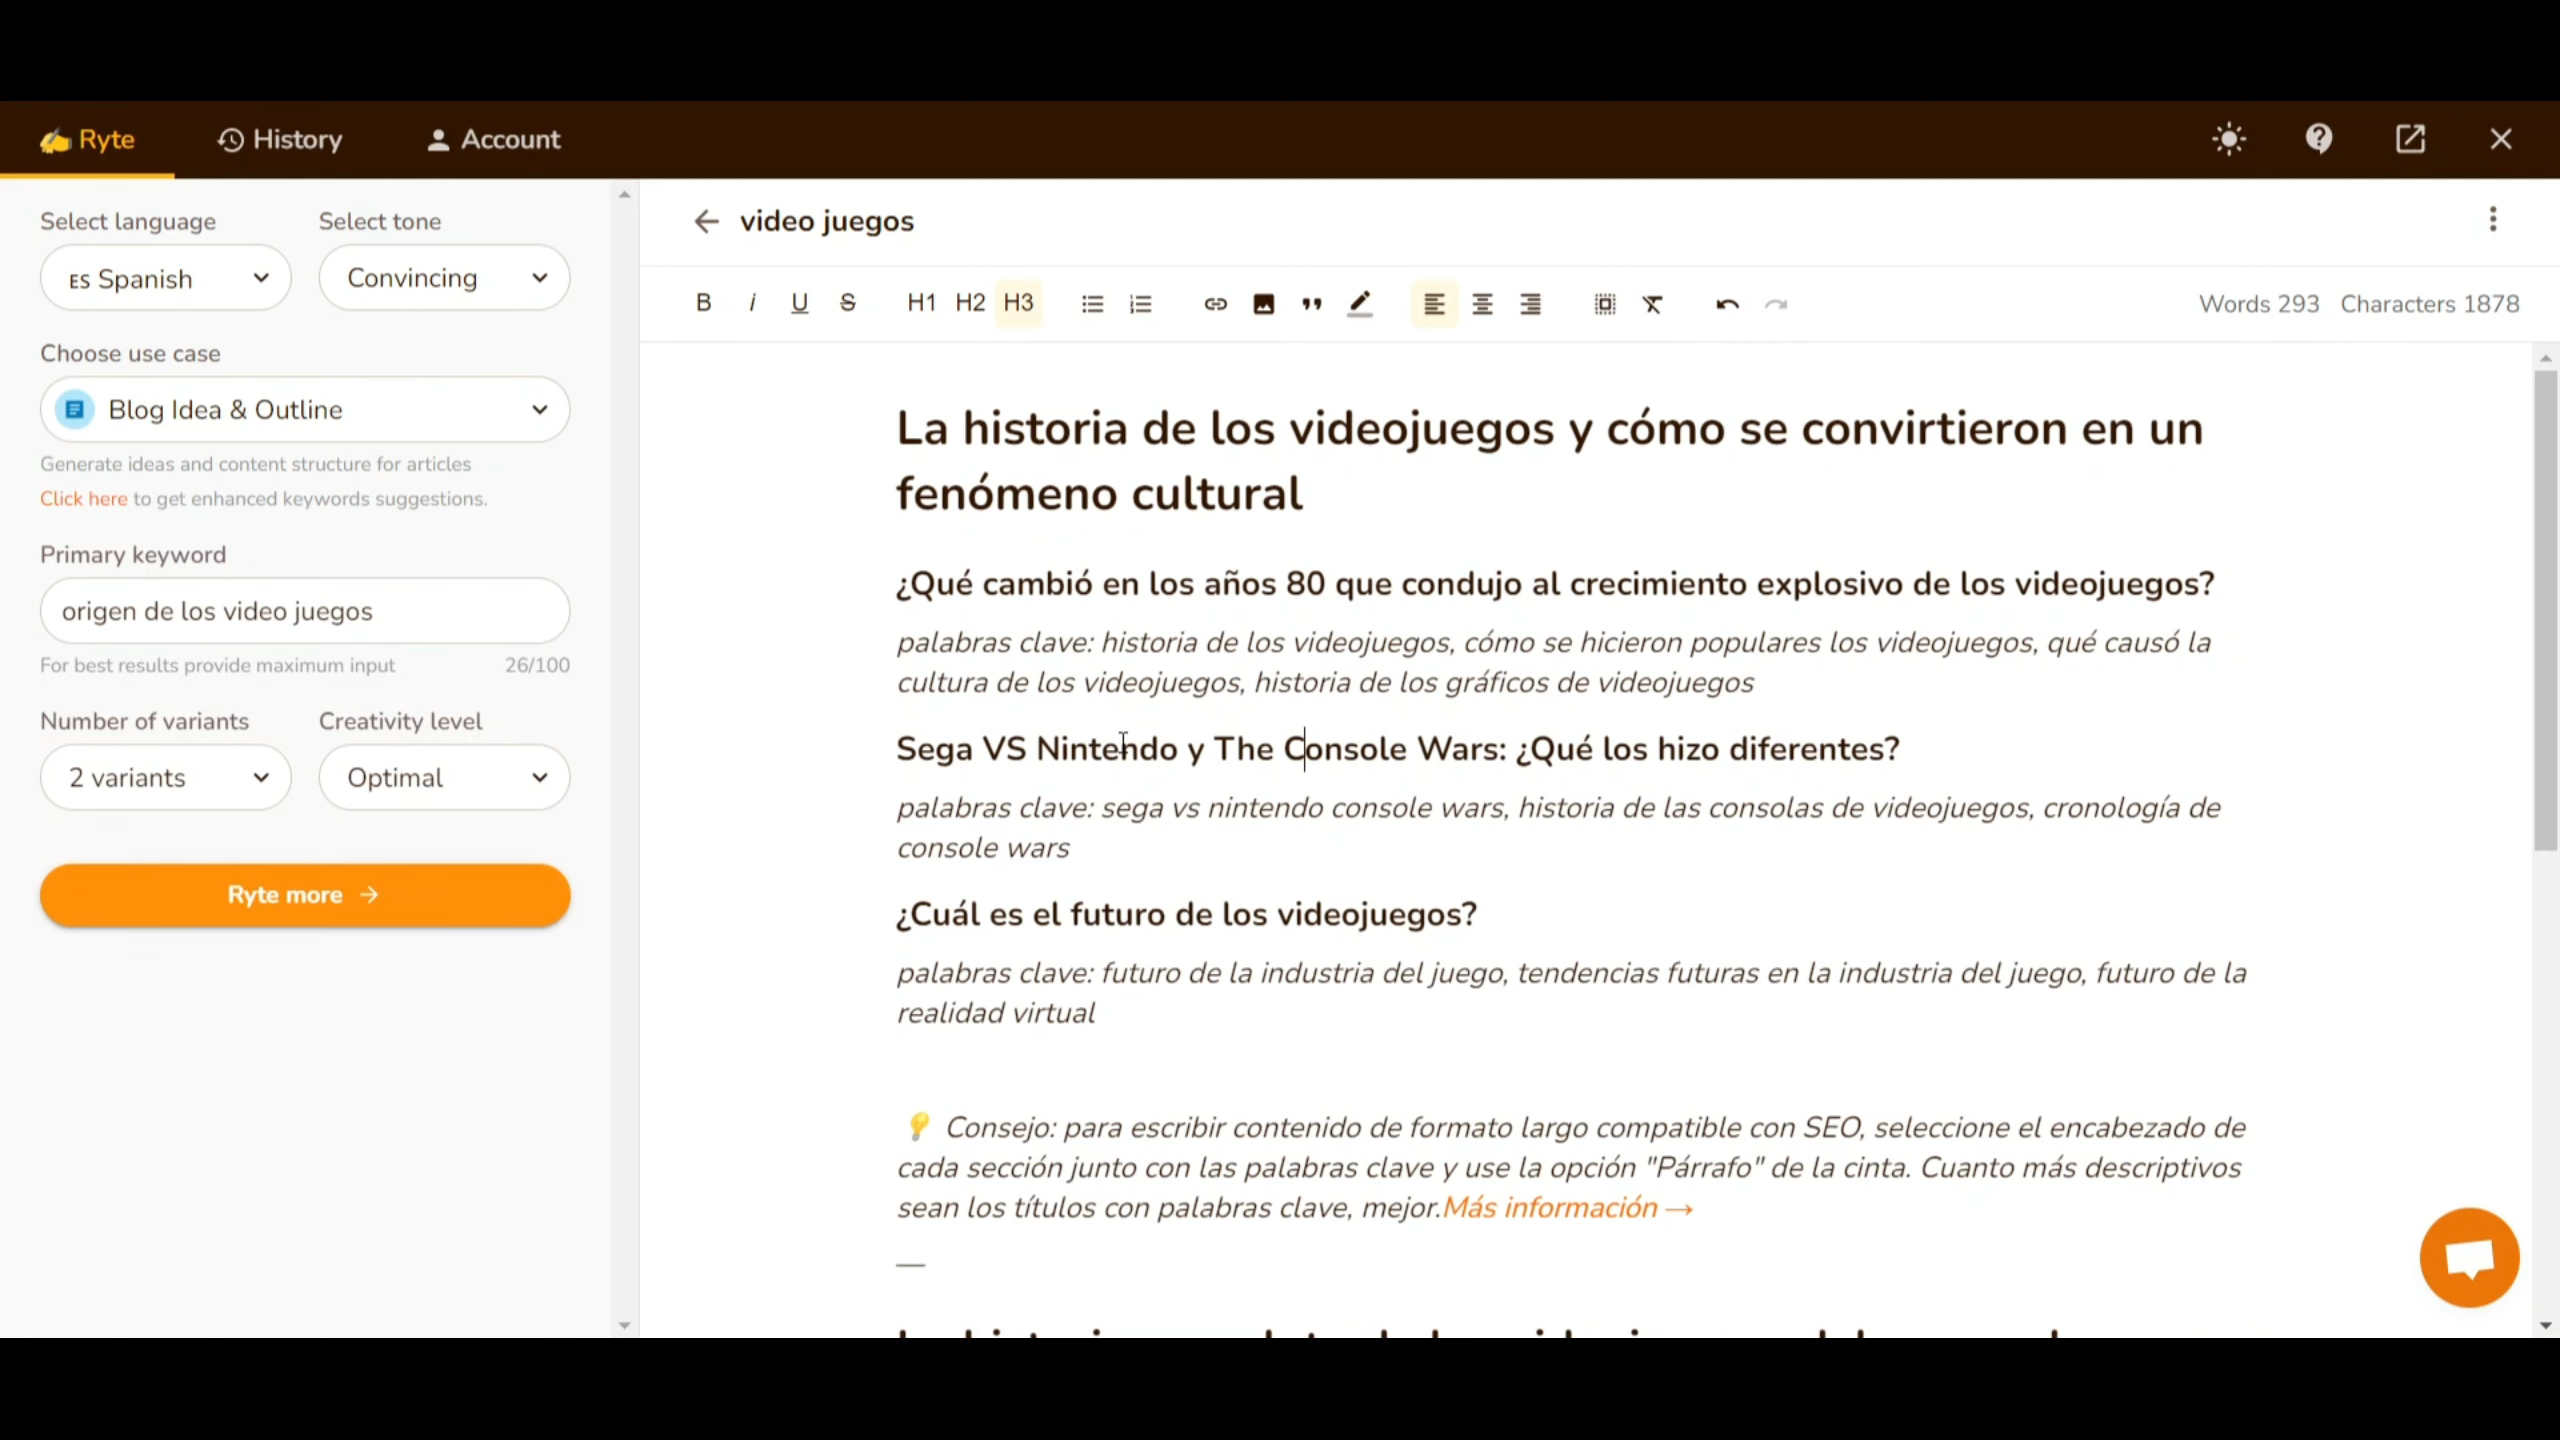 Ryte
History
Account
Select language
Select tone
ES Spanish
Convincing
Choose use case
Blog Idea & Outline
Generate ideas and content structure for articles
Click here to get enhanced keywords suggestions.
Primary keyword
origen de los video juegos
For best results provide maximum input 26/100
Number of variants
Creativity level
2 variants
Optimal
Ryte more →
← video juegos
B i U S H1 H2 H3
Words 293 Characters 1878
La historia de los videojuegos y cómo se convirtieron en un
fenómeno cultural
¿Qué cambió en los años 80 que condujo al crecimiento explosivo de los videojuegos?
palabras clave: historia de los videojuegos, cómo se hicieron populares los videojuegos, qué causó la
cultura de los videojuegos, historia de los gráficos de videojuegos
Sega VS Nintendo y The Console Wars: ¿Qué los hizo diferentes?
palabras clave: sega vs nintendo console wars, historia de las consolas de videojuegos, cronología de
console wars
¿Cuál es el futuro de los videojuegos?
palabras clave: futuro de la industria del juego, tendencias futuras en la industria del juego, futuro de la
realidad virtual
Consejo: para escribir contenido de formato largo compatible con SEO, seleccione el encabezado de
cada sección junto con las palabras clave y use la opción "Párrafo" de la cinta. Cuanto más descriptivos
sean los títulos con palabras clave, mejor.Más información →
—